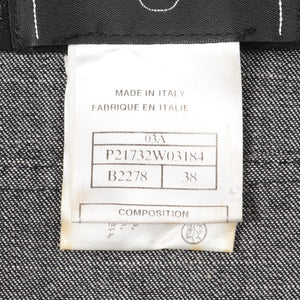 MADE IN ITALY
FABRIQUE EN ITALIE
03A
P21732W03184
B2278 38
COMPOSITION